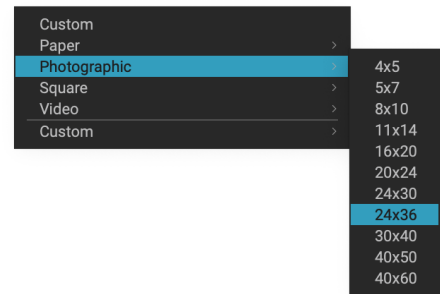 Custom
Paper
Photographic
Square
Video
Custom
4x5
5x7
8x10
11x14
16x20
20x24
24x30
24x36
30x40
40x50
40x60